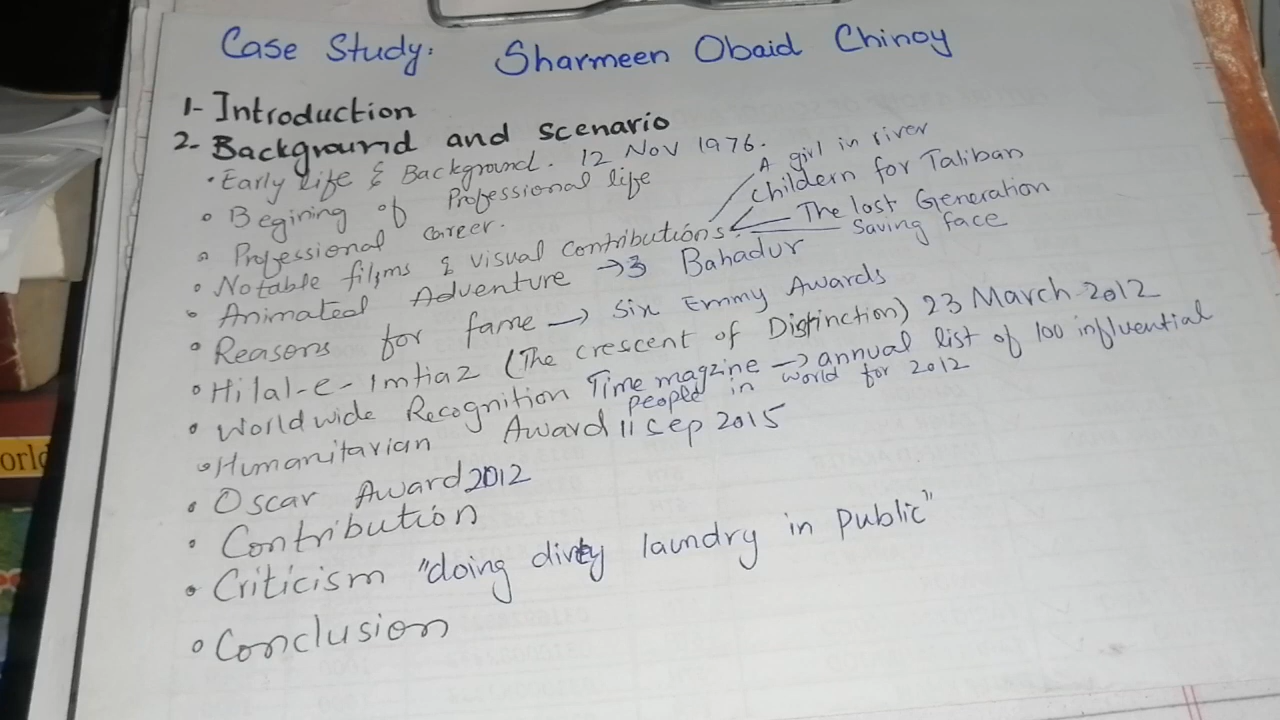 Case Study: Sharmeen Obaid Chinoy
1- Introduction
2- Background and scenario
• Early life & Background. 12 Nov 1976.
• Begining of Professional life
• Professional career.
• Notable films & visual contributions
A girl in river
Childern for Taliban
The lost Generation
Saving face
• Animated Adventure → 3 Bahadur
• Reasons for fame → Six Emmy Awards
• Hilal-e-Imtiaz (The crescent of Distinction) 23 March 2012
• Worldwide Recognition Time magzine → annual list of 100 influential
people in world for 2012
• Humanitarian Award 11 Sep 2015
• Oscar Award 2012
• Contribution
• Criticism "doing dirty laundry in public"
• Conclusion
orld